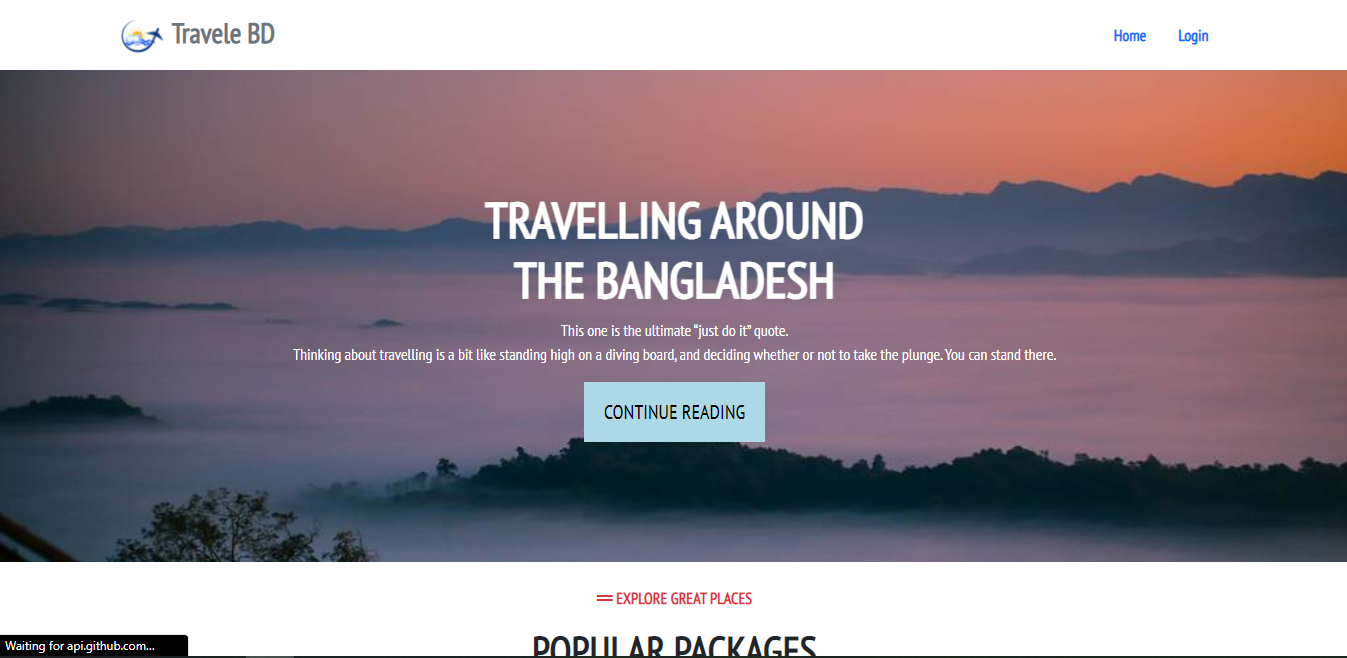 Travele BD
Home
Login
TRAVELLING AROUND
THE BANGLADESH
This one is the ultimate “just do it” quote.
Thinking about travelling is a bit like standing high on a diving board, and deciding whether or not to take the plunge. You can stand there.
CONTINUE READING
EXPLORE GREAT PLACES
POPULAR PACKAGES
Waiting for api.github.com...